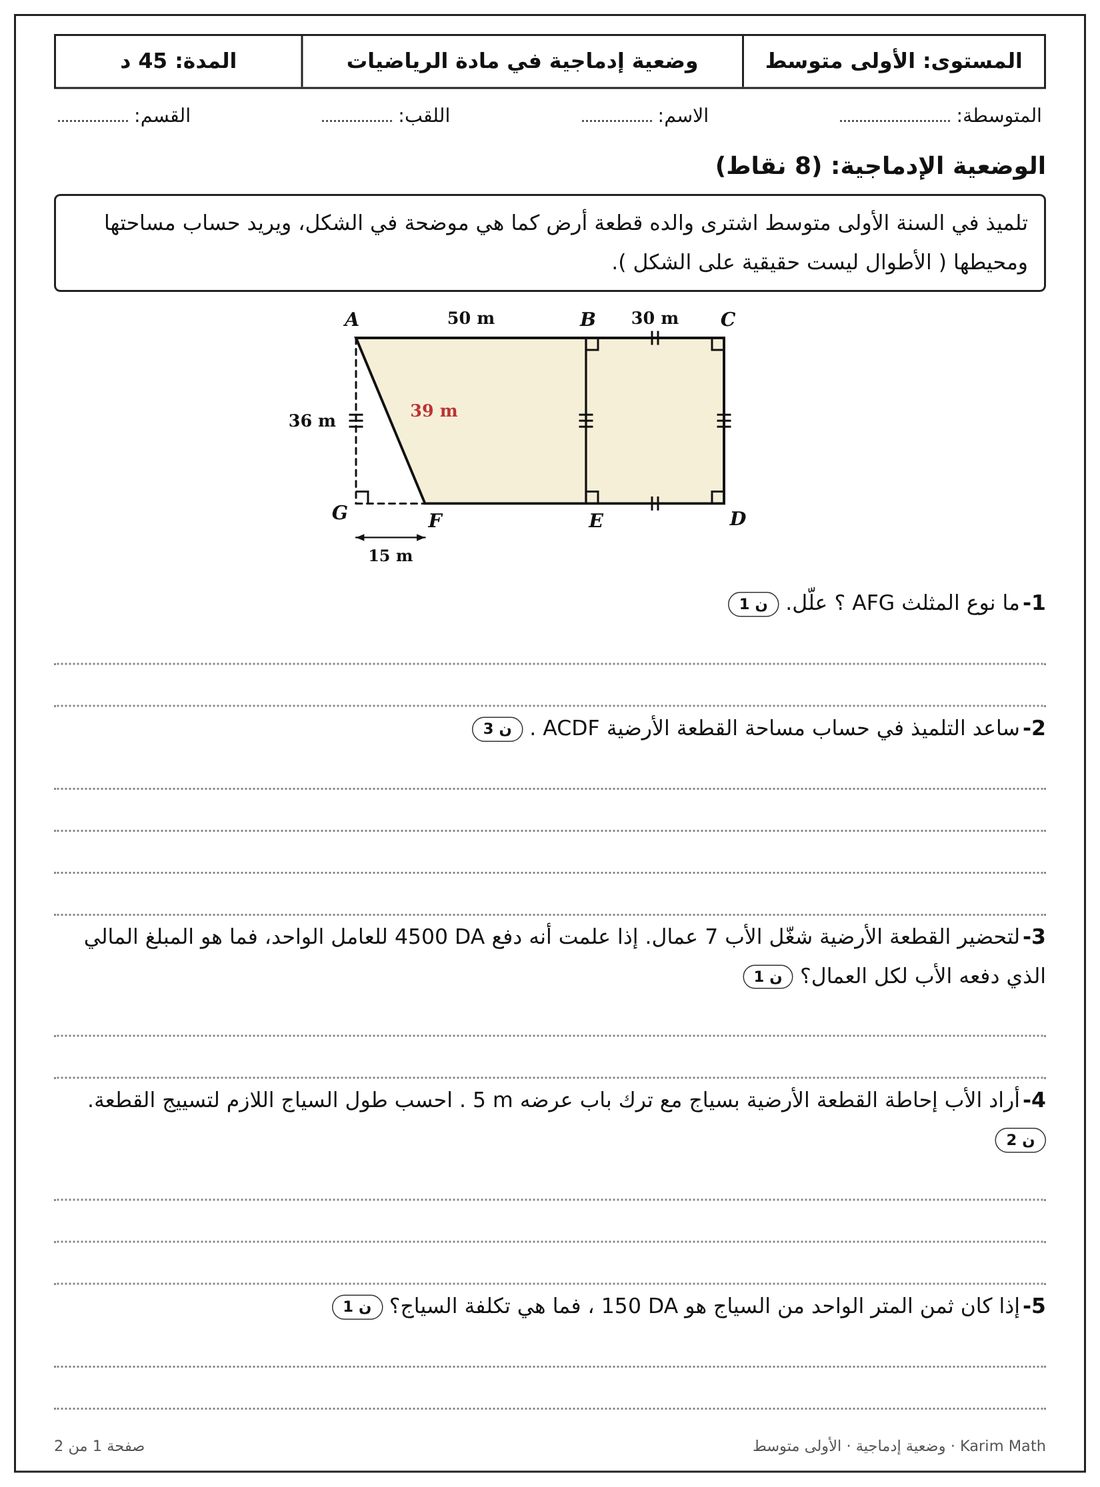 المستوى: الأولى متوسط
وضعية إدماجية في مادة الرياضيات
المدة: 45 د
المتوسطة: ............................
الاسم: ..................
اللقب: ..................
القسم: ..................
الوضعية الإدماجية: (8 نقاط)
تلميذ في السنة الأولى متوسط اشترى والده قطعة أرض كما هي موضحة في الشكل، ويريد حساب مساحتها
ومحيطها ( الأطوال ليست حقيقية على الشكل ).
A 50 m B 30 m C
39 m
36 m
G F E D
15 m
1- ما نوع المثلث AFG ؟ علّل. 1 ن
2- ساعد التلميذ في حساب مساحة القطعة الأرضية ACDF . 3 ن
3- لتحضير القطعة الأرضية شغّل الأب 7 عمال. إذا علمت أنه دفع 4500 DA للعامل الواحد، فما هو المبلغ المالي
الذي دفعه الأب لكل العمال؟ 1 ن
4- أراد الأب إحاطة القطعة الأرضية بسياج مع ترك باب عرضه 5 m . احسب طول السياج اللازم لتسييج القطعة.
2 ن
5- إذا كان ثمن المتر الواحد من السياج هو 150 DA ، فما هي تكلفة السياج؟ 1 ن
Karim Math · وضعية إدماجية · الأولى متوسط
صفحة 1 من 2